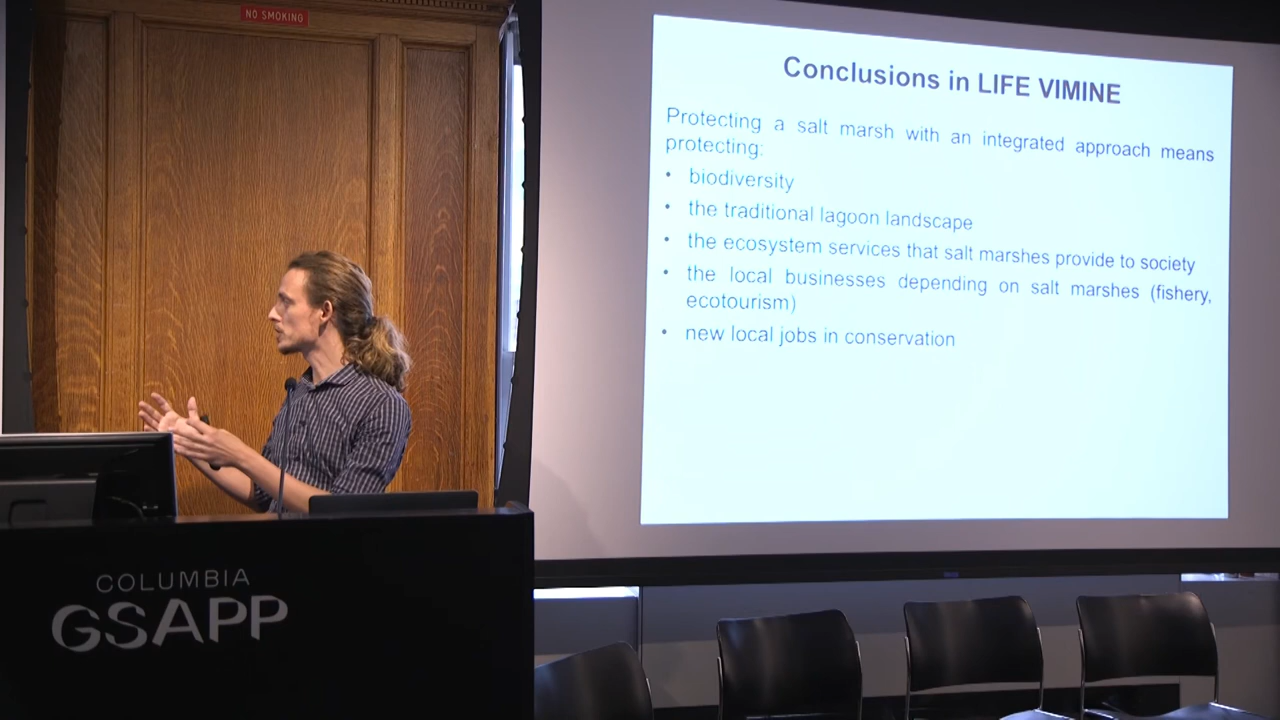 NO SMOKING
Conclusions in LIFE VIMINE
Protecting a salt marsh with an integrated approach means
protecting:
• biodiversity
• the traditional lagoon landscape
• the ecosystem services that salt marshes provide to society
• the local businesses depending on salt marshes (fishery,
ecotourism)
• new local jobs in conservation
COLUMBIA
GSAPP